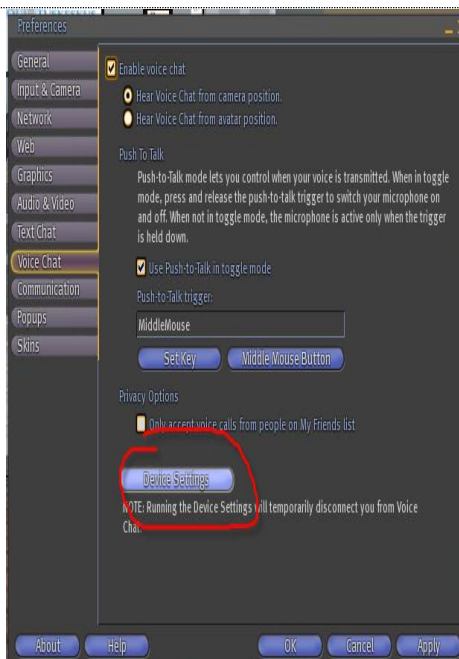 Preferences
General
Input & Camera
Network
Web
Graphics
Audio & Video
Text Chat
Voice Chat
Communication
Popups
Skins
Enable voice chat
Hear Voice Chat from camera position.
Hear Voice Chat from avatar position.
Push To Talk
Push-to-Talk mode lets you control when your voice is transmitted. When in toggle
mode, press and release the push-to-talk trigger to switch your microphone on
and off. When not in toggle mode, the microphone is active only when the trigger
is held down.
Use Push-to-Talk in toggle mode
Push-to-Talk trigger:
MiddleMouse
Set Key
Middle Mouse Button
Privacy Options
Only accept voice calls from people on My Friends list
Device Settings
NOTE: Running the Device Settings will temporarily disconnect you from Voice
Chat.
About
Help
OK
Cancel
Apply